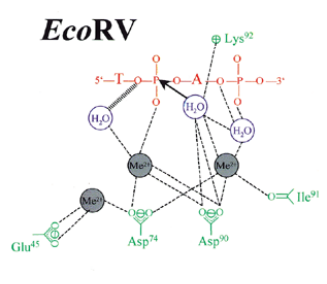 EcoRV
⊕ Lys92
O O
5'–T–O–P–O–A–O–P–O–3'
O O
H₂O H₂O H₂O
Me²⁺ Me²⁺
Me²⁺
O Ile91
Glu45 Asp74 Asp90